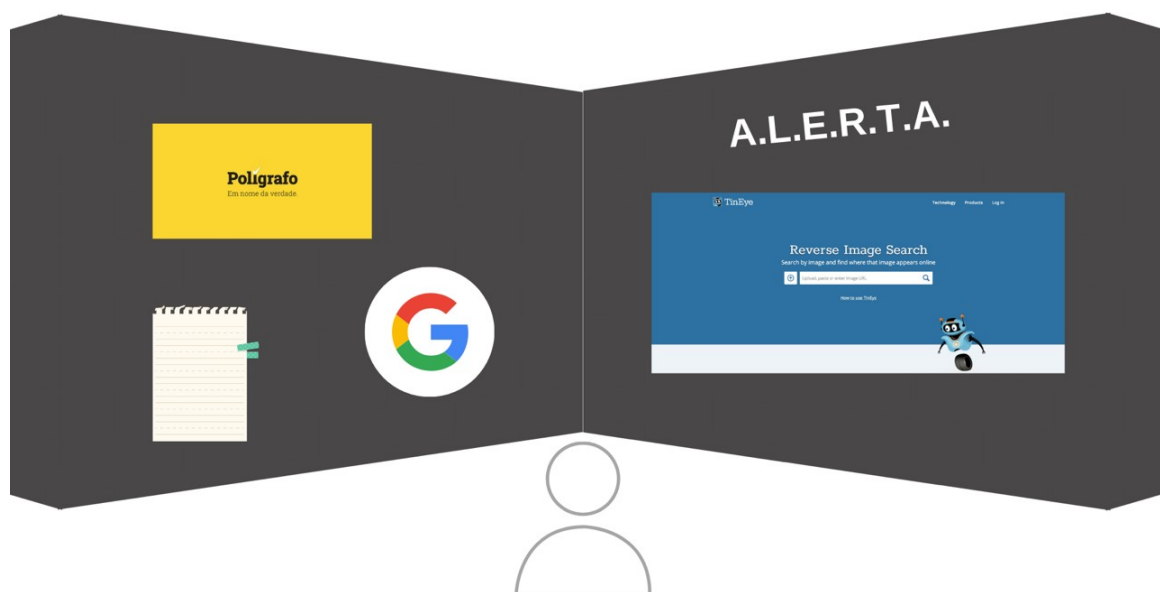 Polígrafo
Em nome da verdade.
A.L.E.R.T.A.
TinEye
Technology Products Log in
Reverse Image Search
Search by image and find where that image appears online
Upload, paste or enter image URL
How to use TinEye